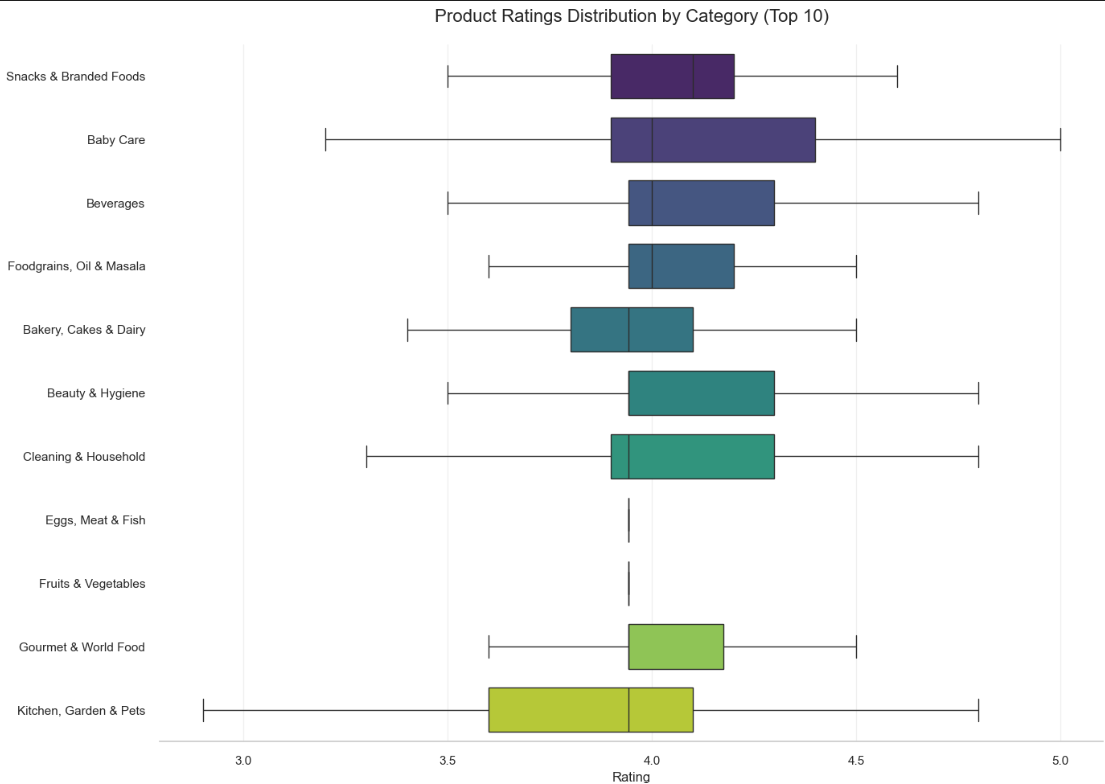 Product Ratings Distribution by Category (Top 10)
Snacks & Branded Foods
Baby Care
Beverages
Foodgrains, Oil & Masala
Bakery, Cakes & Dairy
Beauty & Hygiene
Cleaning & Household
Eggs, Meat & Fish
Fruits & Vegetables
Gourmet & World Food
Kitchen, Garden & Pets
3.0 3.5 4.0 4.5 5.0
Rating